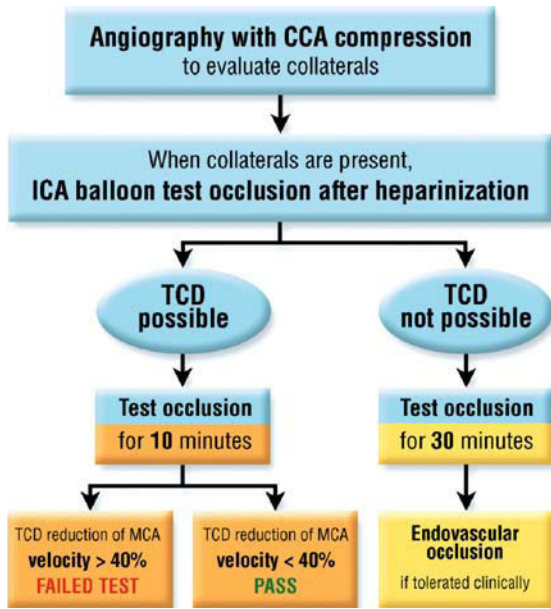 Angiography with CCA compression
to evaluate collaterals
When collaterals are present,
ICA balloon test occlusion after heparinization
TCD
possible
TCD
not possible
Test occlusion
for 10 minutes
Test occlusion
for 30 minutes
TCD reduction of MCA
velocity > 40%
FAILED TEST
TCD reduction of MCA
velocity < 40%
PASS
Endovascular
occlusion
if tolerated clinically